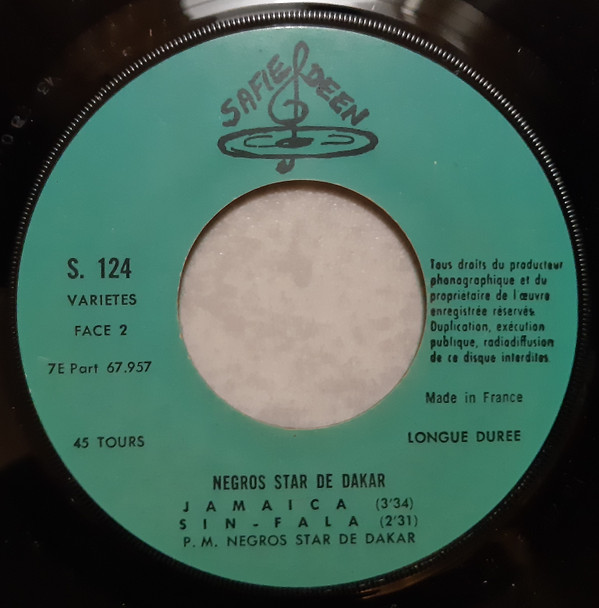 SAFIE DEEN
S. 124
VARIETES
FACE 2
7E Part 67.957
45 TOURS
Tous droits du producteur
phonographique et du
propriétaire de l œuvre
enregistrée réservés.
Duplication, exécution
publique, radiodiffusion
de ce disque interdites.
Made in France
LONGUE DUREE
NEGROS STAR DE DAKAR
JAMAICA (3'34)
SIN-FALA (2'31)
P. M. NEGROS STAR DE DAKAR